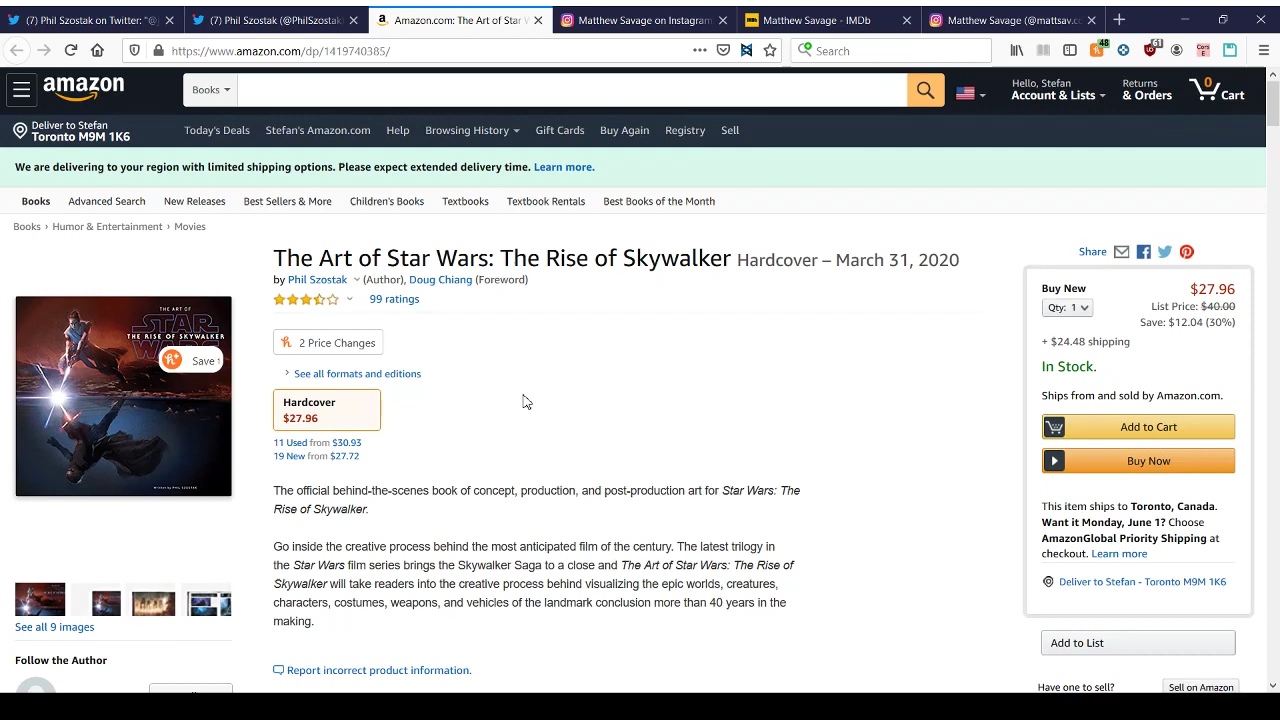 (7) Phil Szostak on Twitter: "@p
(7) Phil Szostak (@PhilSzostak)
Amazon.com: The Art of Star W
Matthew Savage on Instagram
Matthew Savage - IMDb
Matthew Savage (@mattsav.co
https://www.amazon.com/dp/1419740385/
Search
48
61
amazon
Books
Hello, Stefan
Account & Lists
Returns
& Orders
0
Cart
Deliver to Stefan
Toronto M9M 1K6
Today's Deals
Stefan's Amazon.com
Help
Browsing History
Gift Cards
Buy Again
Registry
Sell
We are delivering to your region with limited shipping options. Please expect extended delivery time. Learn more.
Books
Advanced Search
New Releases
Best Sellers & More
Children's Books
Textbooks
Textbook Rentals
Best Books of the Month
Books › Humor & Entertainment › Movies
THE ART OF
STAR
THE RISE OF SKYWALKER
WARS
Save
Written by PHIL SZOSTAK
See all 9 images
Follow the Author
The Art of Star Wars: The Rise of Skywalker Hardcover – March 31, 2020
by Phil Szostak (Author), Doug Chiang (Foreword)
99 ratings
2 Price Changes
See all formats and editions
Hardcover
$27.96
11 Used from $30.93
19 New from $27.72
The official behind-the-scenes book of concept, production, and post-production art for Star Wars: The
Rise of Skywalker.
Go inside the creative process behind the most anticipated film of the century. The latest trilogy in
the Star Wars film series brings the Skywalker Saga to a close and The Art of Star Wars: The Rise of
Skywalker will take readers into the creative process behind visualizing the epic worlds, creatures,
characters, costumes, weapons, and vehicles of the landmark conclusion more than 40 years in the
making.
Report incorrect product information.
Share
Buy New
$27.96
Qty: 1
List Price: $40.00
Save: $12.04 (30%)
+ $24.48 shipping
In Stock.
Ships from and sold by Amazon.com.
Add to Cart
Buy Now
This item ships to Toronto, Canada.
Want it Monday, June 1? Choose
AmazonGlobal Priority Shipping at
checkout. Learn more
Deliver to Stefan - Toronto M9M 1K6
Add to List
Have one to sell?
Sell on Amazon